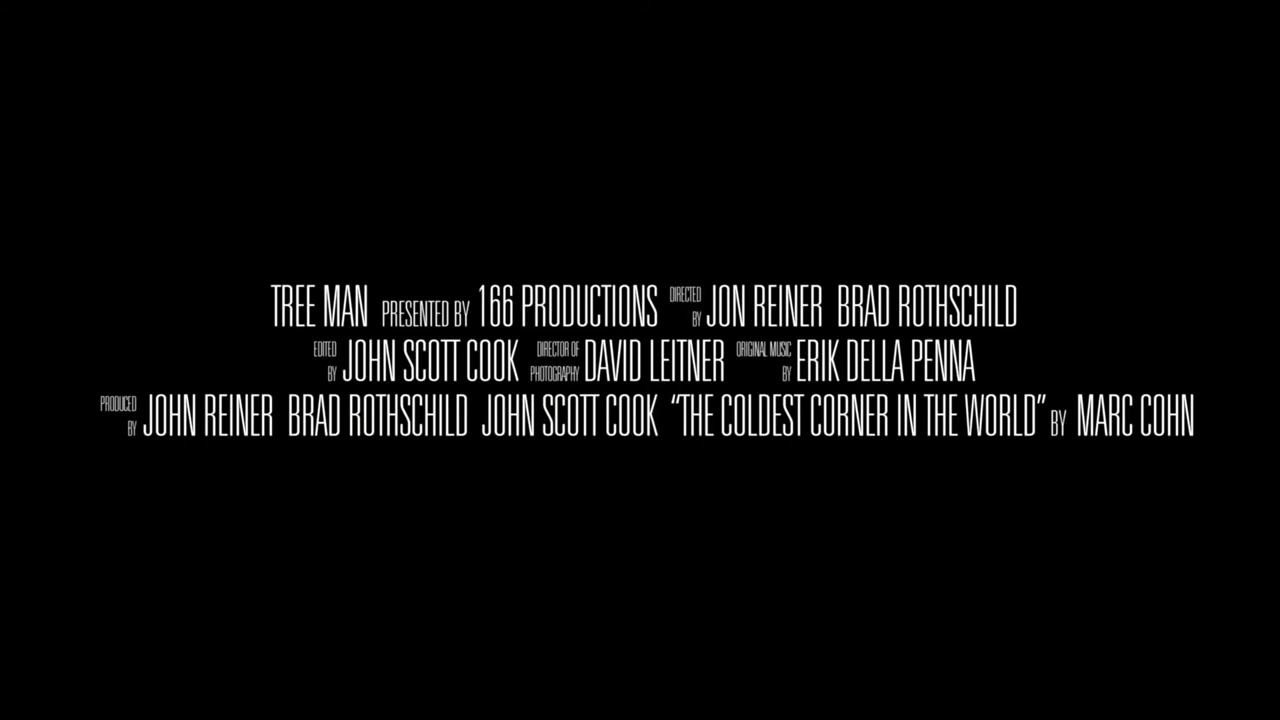 TREE MAN PRESENTED BY 166 PRODUCTIONS DIRECTED BY JON REINER BRAD ROTHSCHILD
EDITED BY JOHN SCOTT COOK DIRECTOR OF PHOTOGRAPHY DAVID LEITNER ORIGINAL MUSIC BY ERIK DELLA PENNA
PRODUCED BY JOHN REINER BRAD ROTHSCHILD JOHN SCOTT COOK “THE COLDEST CORNER IN THE WORLD” BY MARC COHN